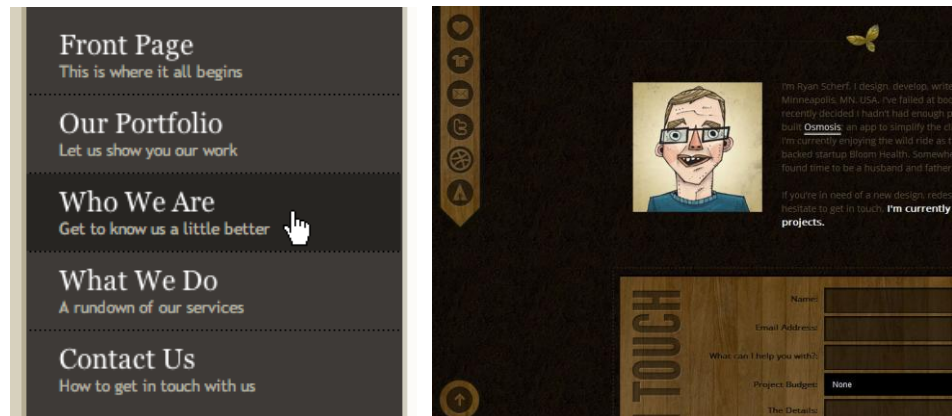 Front Page
This is where it all begins
Our Portfolio
Let us show you our work
Who We Are
Get to know us a little better
What We Do
A rundown of our services
Contact Us
How to get in touch with us
I'm Ryan Scherf. I design, develop, write
Minneapolis, MN, USA. I've failed at
recently decided I hadn't had enough
built Osmosis, an app to simplify the
I'm currently enjoying the wild ride as
backed startup Bloom Health. Somewhe
found time to be a husband and father
If you're in need of a new design, redes
hesitate to get in touch. I'm currently
projects.
TOUCH
Name:
Email Address:
What can I help you with?:
Project Budget:
None
The Details: